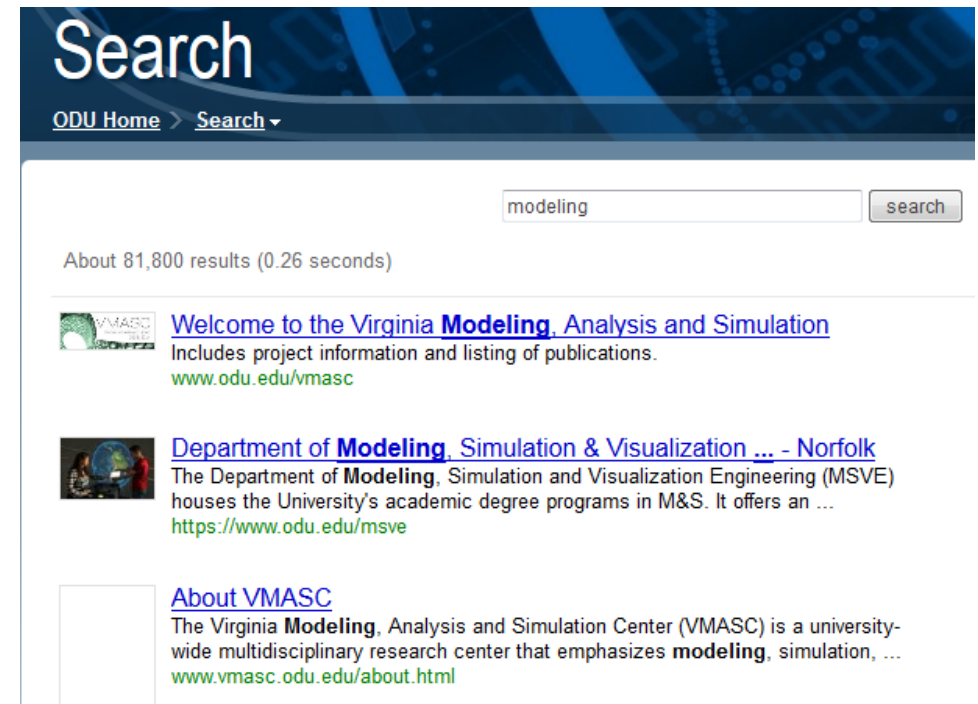 Search
ODU Home > Search
modeling
search
About 81,800 results (0.26 seconds)
VMASC
Welcome to the Virginia Modeling, Analysis and Simulation
Includes project information and listing of publications.
www.odu.edu/vmasc
Department of Modeling, Simulation & Visualization ... - Norfolk
The Department of Modeling, Simulation and Visualization Engineering (MSVE)
houses the University's academic degree programs in M&S. It offers an ...
https://www.odu.edu/msve
About VMASC
The Virginia Modeling, Analysis and Simulation Center (VMASC) is a university-
wide multidisciplinary research center that emphasizes modeling, simulation, ...
www.vmasc.odu.edu/about.html